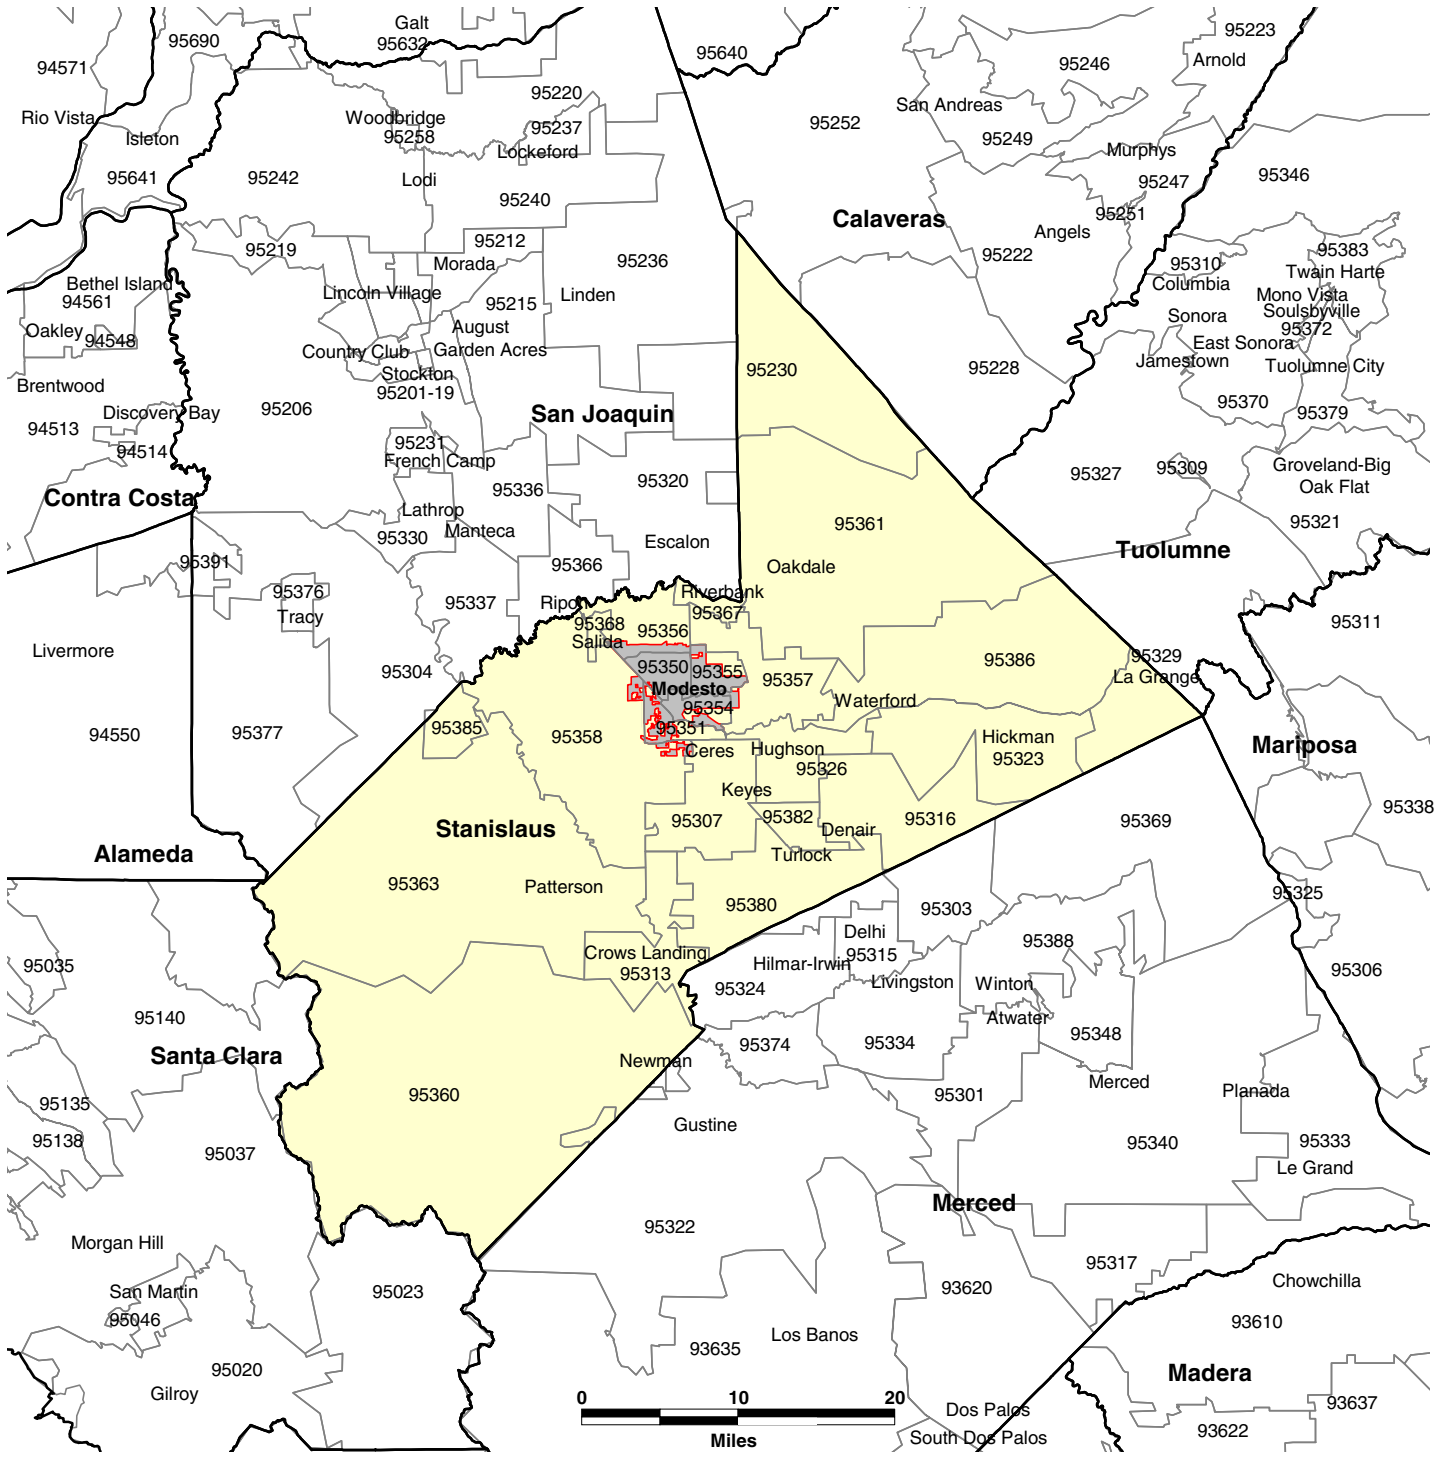 Galt
95632
95690
94571
95640
95223
Arnold
95246
95220
San Andreas
Rio Vista
Isleton
Woodbridge
95258
95237
Lockeford
95252
95249
Murphys
95641
95242
Lodi
95240
95247
95346
95251
Calaveras
Angels
95219
95212
Morada
95236
95222
95310
Columbia
95383
Twain Harte
Bethel Island
94561
Lincoln Village
95215
Linden
Mono Vista
Soulsbyville
95372
Sonora
Oakley
94548
August
Garden Acres
Country Club
East Sonora
Jamestown
Tuolumne City
Brentwood
Stockton
95201-19
95230
95228
Discovery Bay
95206
San Joaquin
95370
95379
94513
94514
95231
French Camp
95327
95309
Groveland-Big
Oak Flat
Contra Costa
95336
95320
Lathrop
Manteca
95361
95321
95330
Escalon
Tuolumne
95391
95366
Oakdale
95376
Tracy
95337
Ripon
Riverbank
95367
95311
95368
Salida
95356
Livermore
95304
95350
95355
95357
95386
95329
La Grange
Modesto
95354
Waterford
94550
95377
95385
95358
95351
Ceres
Hughson
Hickman
95323
Mariposa
95326
Keyes
95338
Stanislaus
95307
95382
Denair
95316
95369
Alameda
Turlock
95363
Patterson
95380
95303
95325
Delhi
95315
95388
95035
Crows Landing
95313
Hilmar-Irwin
95324
Livingston
Winton
95306
95140
Atwater
Santa Clara
95374
95334
95348
Newman
95360
Merced
Planada
95135
95301
95138
Gustine
95340
95333
Le Grand
95037
Merced
95322
Morgan Hill
95317
San Martin
95046
95023
93620
Chowchilla
93610
Los Banos
93635
95020
Gilroy
Madera
93637
0 10 20
Miles
Dos Palos
South Dos Palos
93622